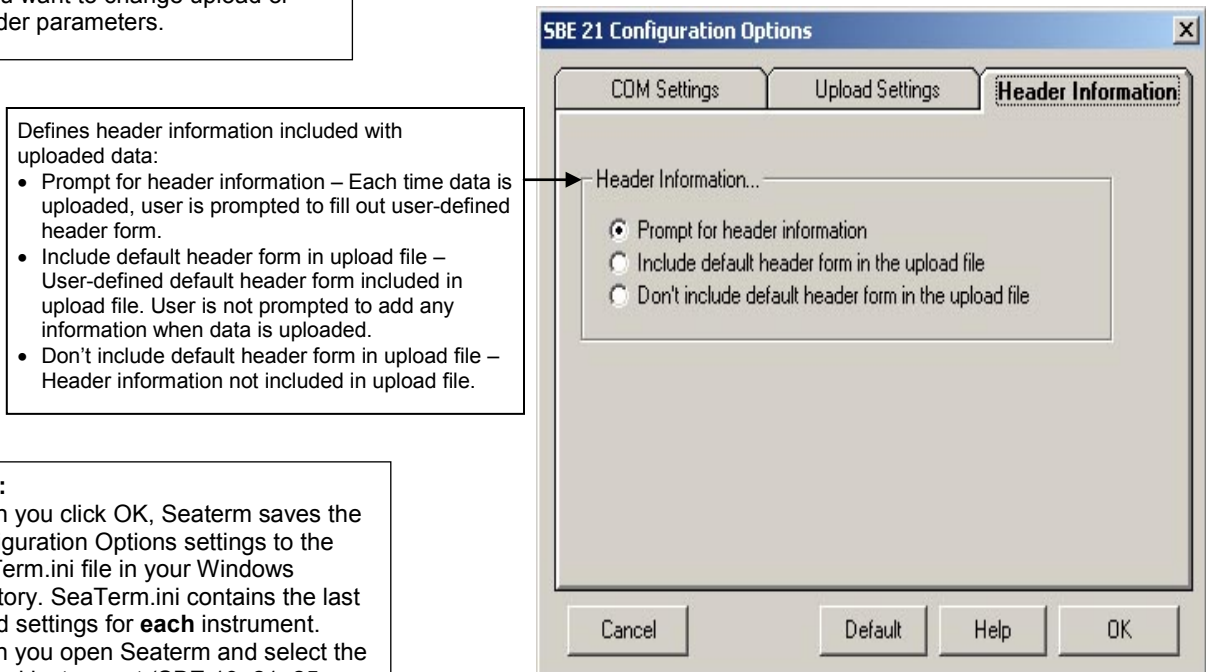 u want to change upload or
der parameters.
Defines header information included with
uploaded data:
• Prompt for header information – Each time data is
uploaded, user is prompted to fill out user-defined
header form.
• Include default header form in upload file –
User-defined default header form included in
upload file. User is not prompted to add any
information when data is uploaded.
• Don’t include default header form in upload file –
Header information not included in upload file.
:
n you click OK, Seaterm saves the
guration Options settings to the
Term.ini file in your Windows
tory. SeaTerm.ini contains the last
d settings for each instrument.
n you open Seaterm and select the
SBE 21 Configuration Options
COM Settings
Upload Settings
Header Information
Header Information...
Prompt for header information
Include default header form in the upload file
Don't include default header form in the upload file
Cancel
Default
Help
OK